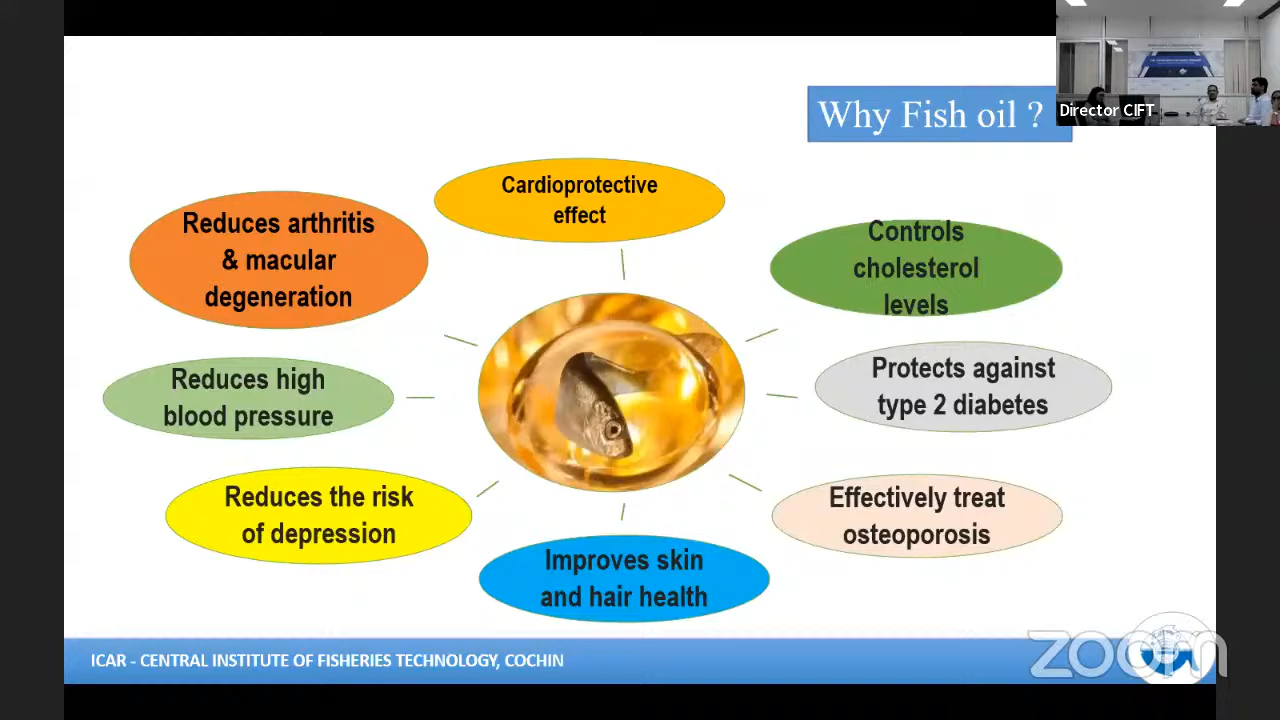 Why Fish oil ?
Director CIFT
Cardioprotective
effect
Reduces arthritis
& macular
degeneration
Controls
cholesterol
levels
Reduces high
blood pressure
Protects against
type 2 diabetes
Reduces the risk
of depression
Effectively treat
osteoporosis
Improves skin
and hair health
ICAR - CENTRAL INSTITUTE OF FISHERIES TECHNOLOGY, COCHIN
zoom